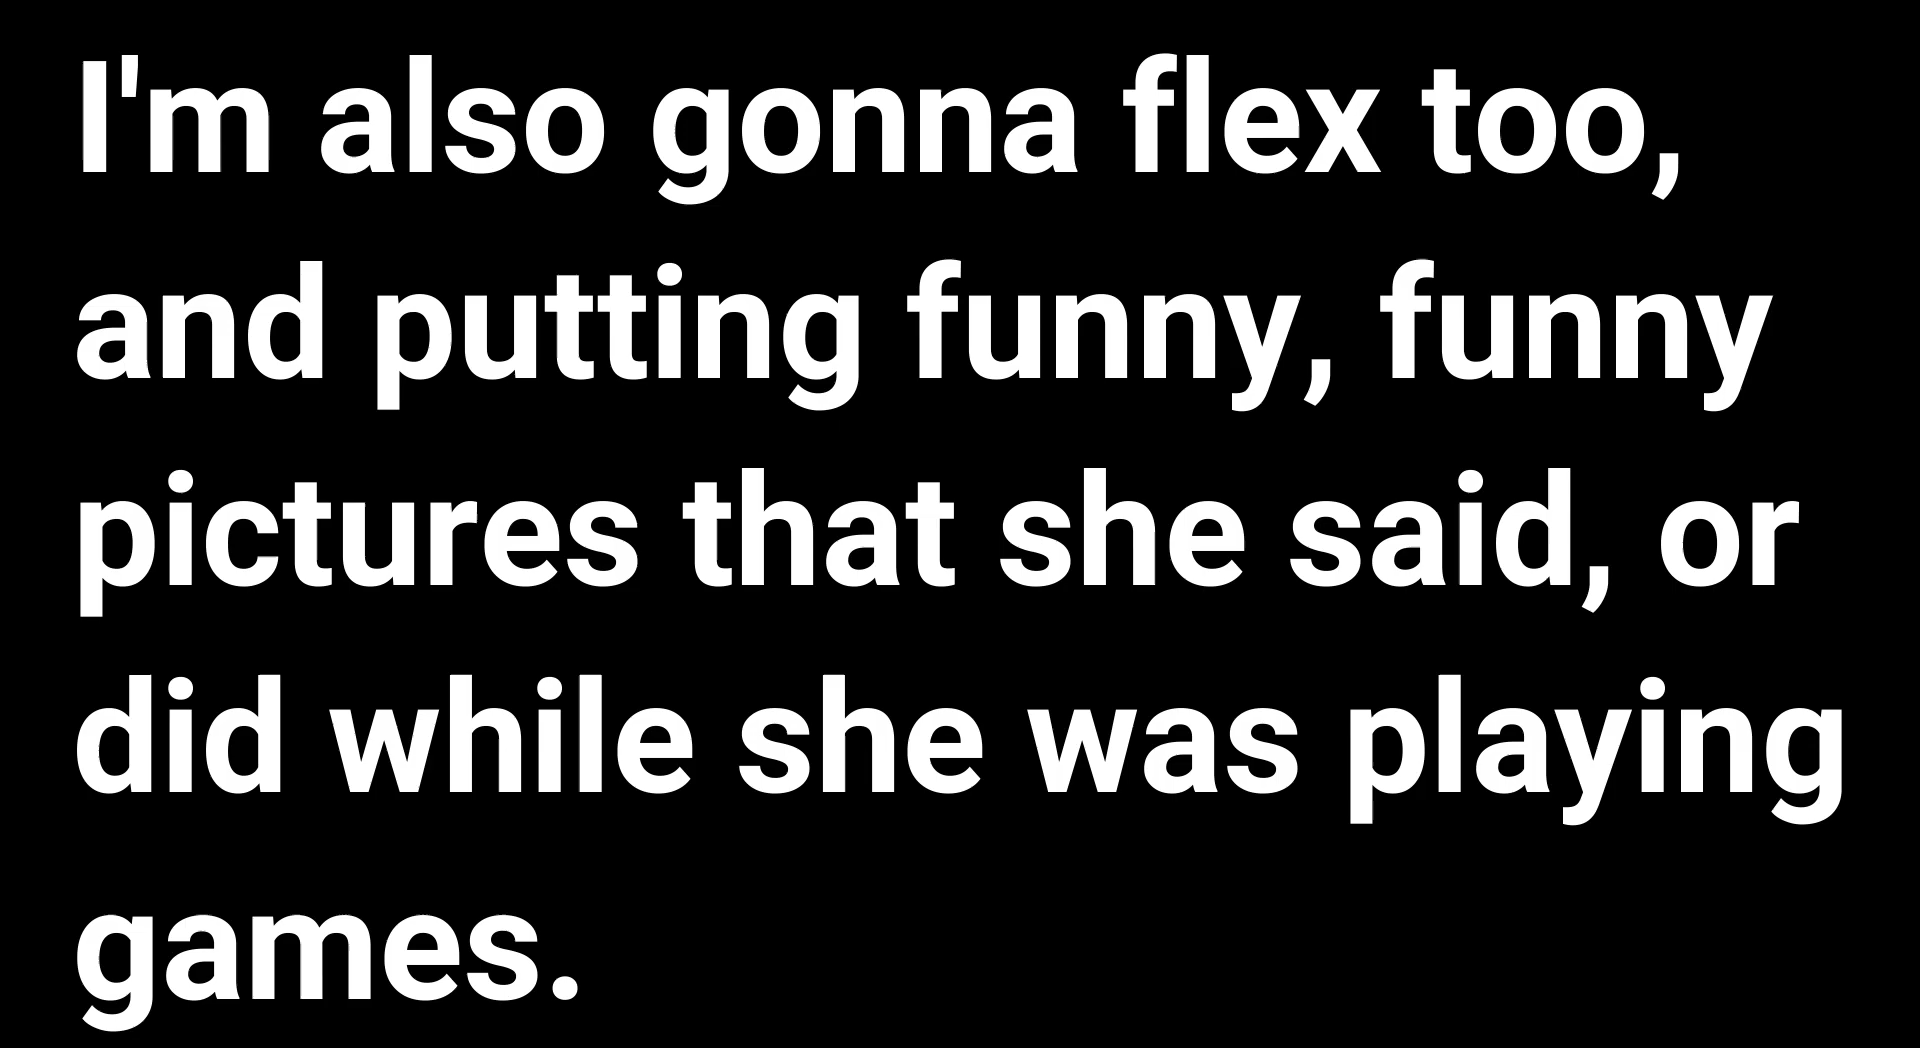 I'm also gonna flex too,
and putting funny, funny
pictures that she said, or
did while she was playing
games.